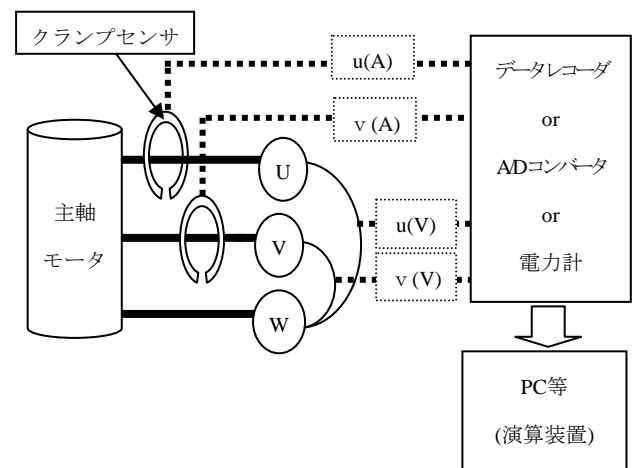 クランプセンサ
u(A)
v (A)
データレコーダ
or
A/Dコンバータ
or
電力計
主軸
モータ
U
V
W
u(V)
v (V)
PC等
(演算装置)